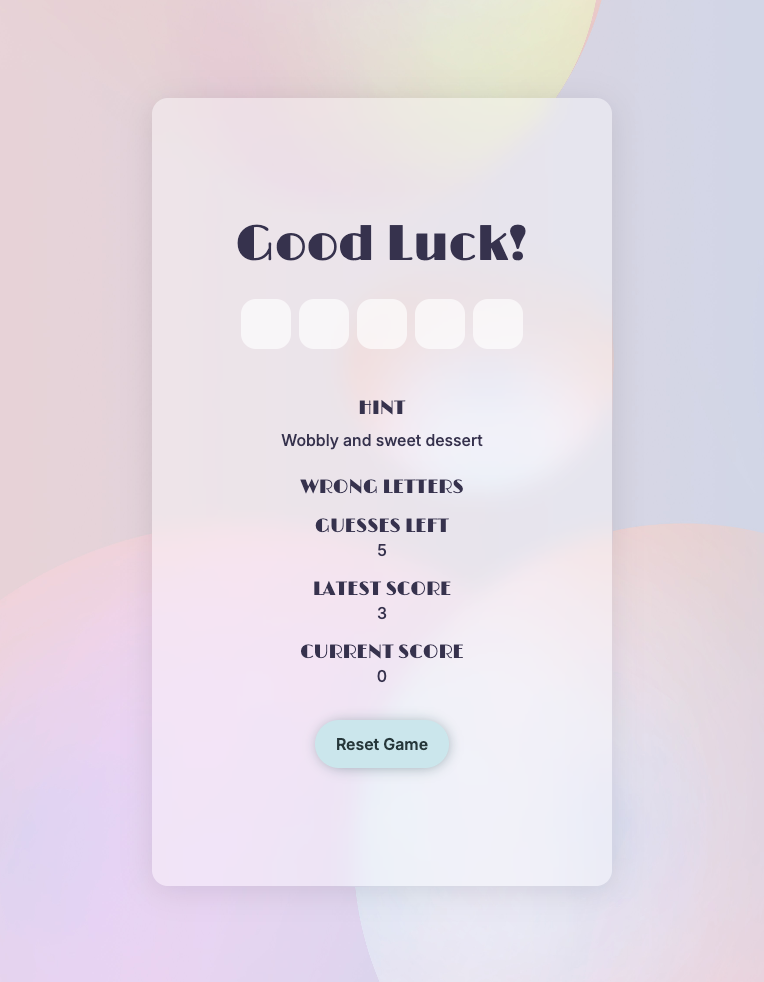 Good Luck!
HINT
Wobbly and sweet dessert
WRONG LETTERS
GUESSES LEFT
5
LATEST SCORE
3
CURRENT SCORE
0
Reset Game